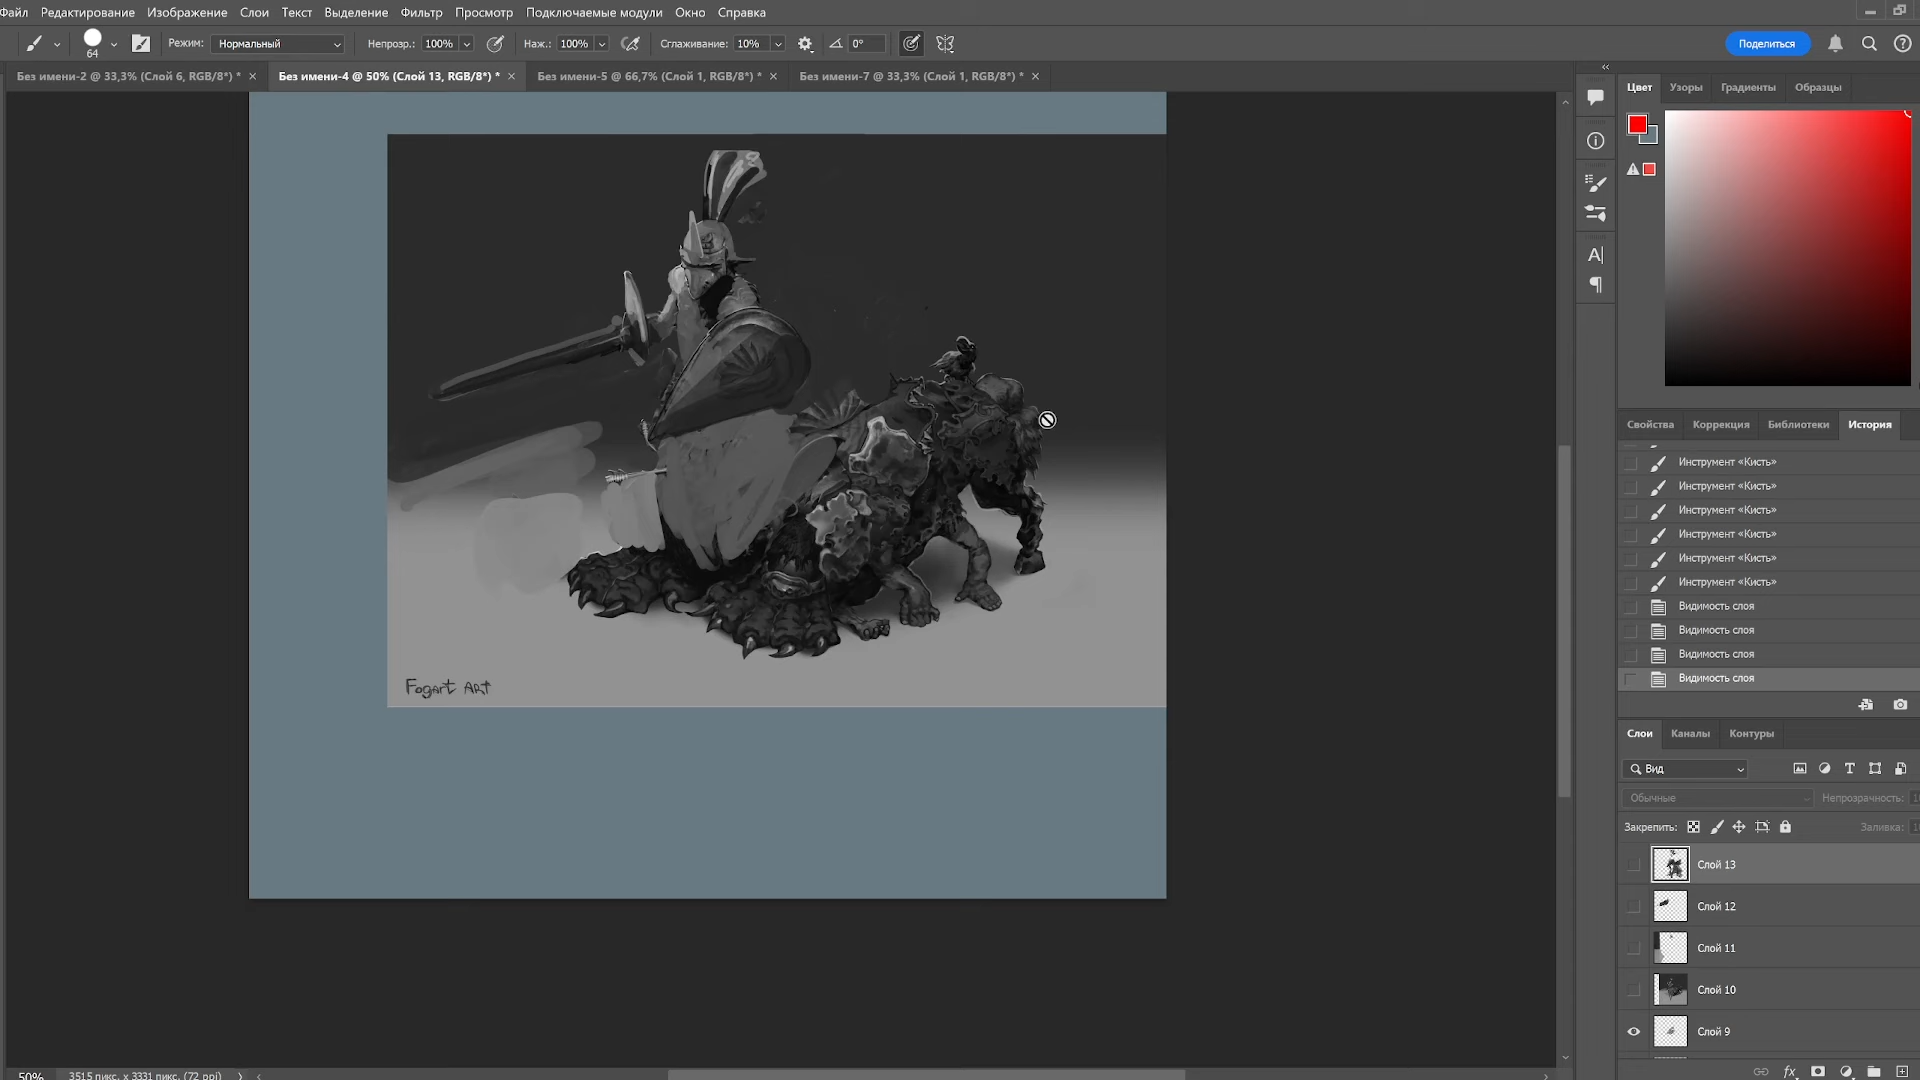 Файл Редактирование Изображение Слои Текст Выделение Фильтр Просмотр Подключаемые модули Окно Справка
64 Режим: Нормальный Непрозр.: 100% Наж.: 100% Сглаживание: 10% 0° Поделиться
Без имени-2 @ 33,3% (Слой 6, RGB/8*) * Без имени-4 @ 50% (Слой 13, RGB/8*) * Без имени-5 @ 66,7% (Слой 1, RGB/8*) * Без имени-7 @ 33,3% (Слой 1, RGB/8*) *
Цвет Узоры Градиенты Образцы
Свойства Коррекция Библиотеки История
Инструмент «Кисть»
Инструмент «Кисть»
Инструмент «Кисть»
Инструмент «Кисть»
Инструмент «Кисть»
Инструмент «Кисть»
Видимость слоя
Видимость слоя
Видимость слоя
Видимость слоя
Fogart ART
Слои Каналы Контуры
Вид
Обычные Непрозрачность:
Закрепить: Заливка:
Слой 13
Слой 12
Слой 11
Слой 10
Слой 9
50% 3515 пикс. x 3331 пикс. (72 ppi)